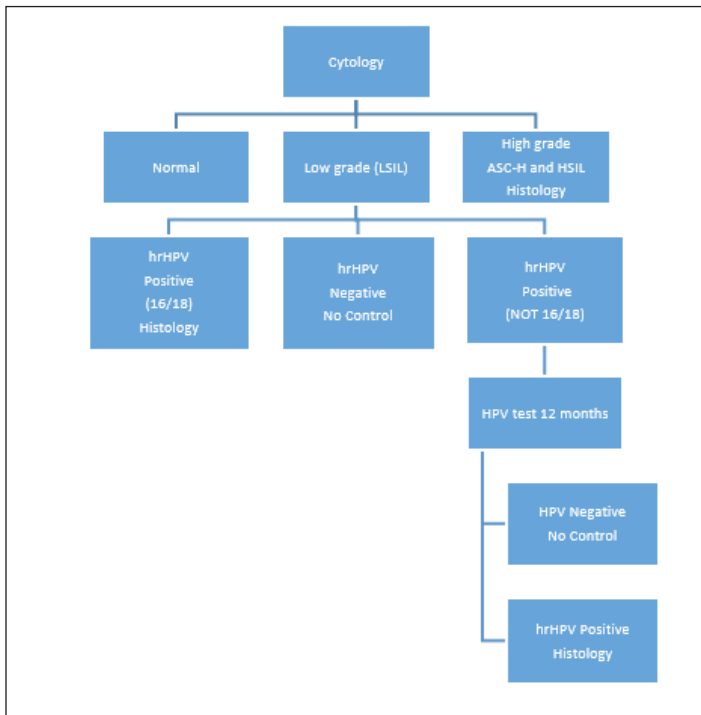 Cytology
Normal
Low grade (LSIL)
High grade
ASC-H and HSIL
Histology
hrHPV
Positive
(16/18)
Histology
hrHPV
Negative
No Control
hrHPV
Positive
(NOT 16/18)
HPV test 12 months
HPV Negative
No Control
hrHPV Positive
Histology